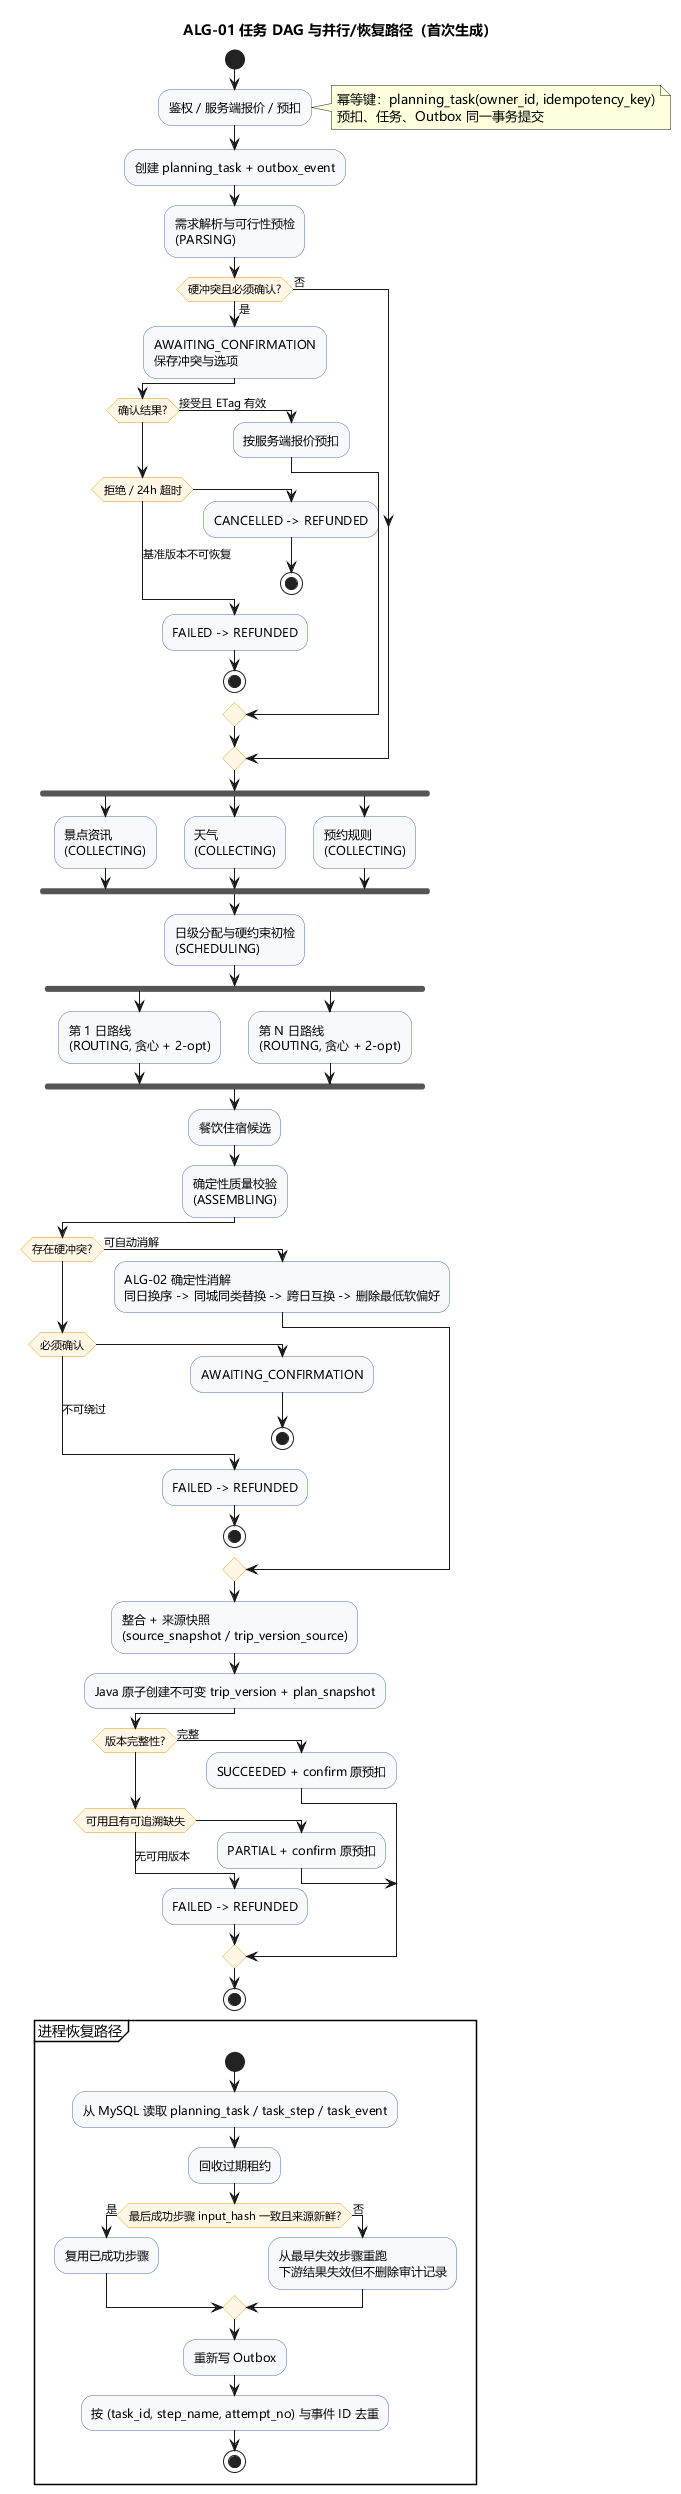 ALG-01 任务 DAG 与并行/恢复路径（首次生成）
鉴权 / 服务端报价 / 预扣
幂等键：planning_task(owner_id, idempotency_key)
预扣、任务、Outbox 同一事务提交
创建 planning_task + outbox_event
需求解析与可行性预检
(PARSING)
硬冲突且必须确认?
否
是
AWAITING_CONFIRMATION
保存冲突与选项
确认结果?
接受且 ETag 有效
按服务端报价预扣
拒绝 / 24h 超时
CANCELLED -> REFUNDED
基准版本不可恢复
FAILED -> REFUNDED
景点资讯
(COLLECTING)
天气
(COLLECTING)
预约规则
(COLLECTING)
日级分配与硬约束初检
(SCHEDULING)
第 1 日路线
(ROUTING, 贪心 + 2-opt)
第 N 日路线
(ROUTING, 贪心 + 2-opt)
餐饮住宿候选
确定性质量校验
(ASSEMBLING)
存在硬冲突?
可自动消解
ALG-02 确定性消解
同日换序 -> 同城同类替换 -> 跨日互换 -> 删除最低软偏好
必须确认
AWAITING_CONFIRMATION
不可绕过
FAILED -> REFUNDED
整合 + 来源快照
(source_snapshot / trip_version_source)
Java 原子创建不可变 trip_version + plan_snapshot
版本完整性?
完整
SUCCEEDED + confirm 原预扣
可用且有可追溯缺失
PARTIAL + confirm 原预扣
无可用版本
FAILED -> REFUNDED
进程恢复路径
从 MySQL 读取 planning_task / task_step / task_event
回收过期租约
最后成功步骤 input_hash 一致且来源新鲜?
是
否
复用已成功步骤
从最早失效步骤重跑
下游结果失效但不删除审计记录
重新写 Outbox
按 (task_id, step_name, attempt_no) 与事件 ID 去重